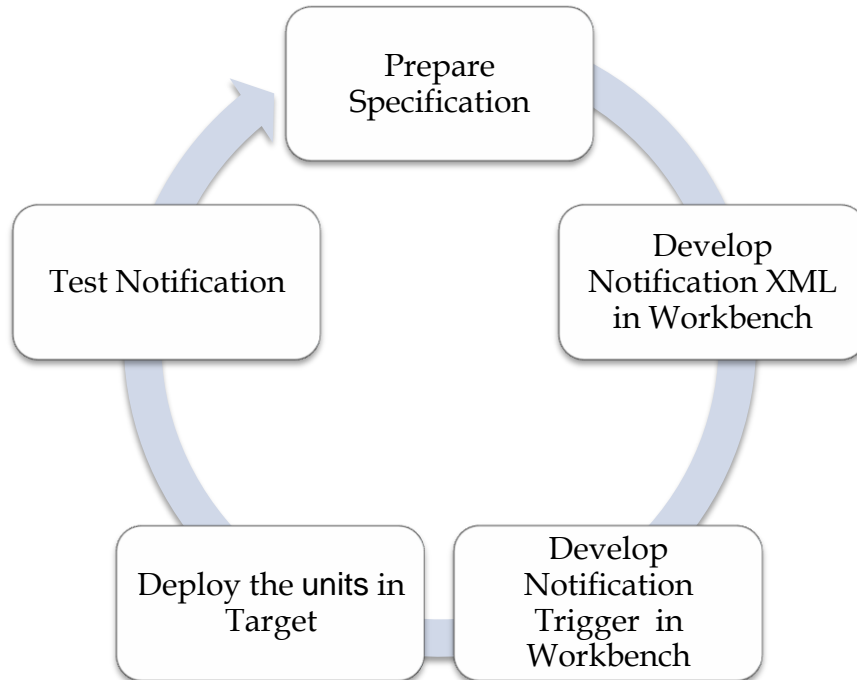 Prepare
Specification
Develop
Notification XML
in Workbench
Develop
Notification
Trigger in
Workbench
Deploy the units in
Target
Test Notification